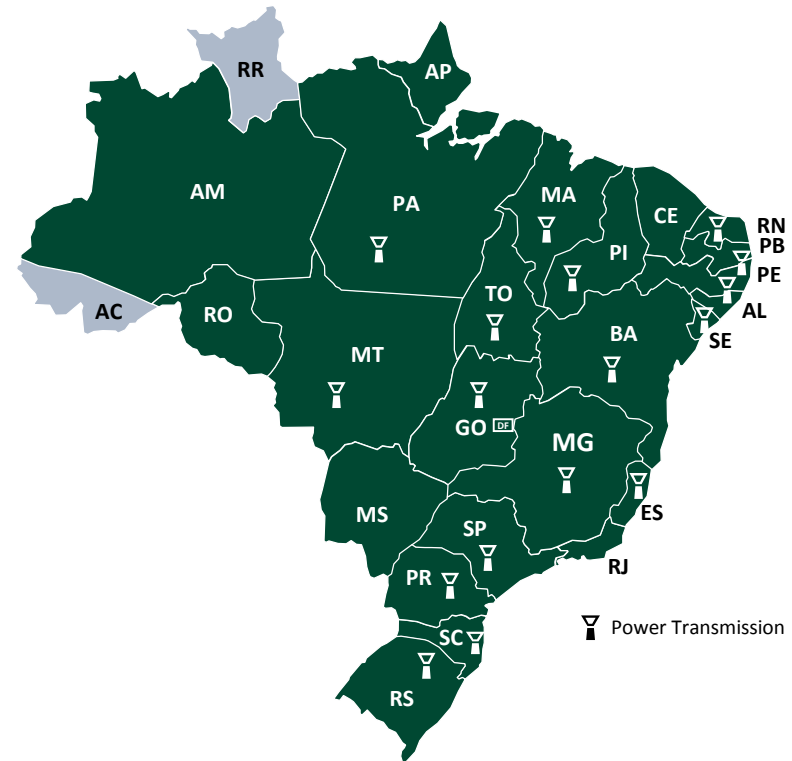 RR
AP
AM
PA
MA
CE
RN
PB
PI
PE
TO
AL
AC
RO
SE
BA
MT
GO
DF
MG
MS
ES
SP
RJ
PR
Power Transmission
SC
RS